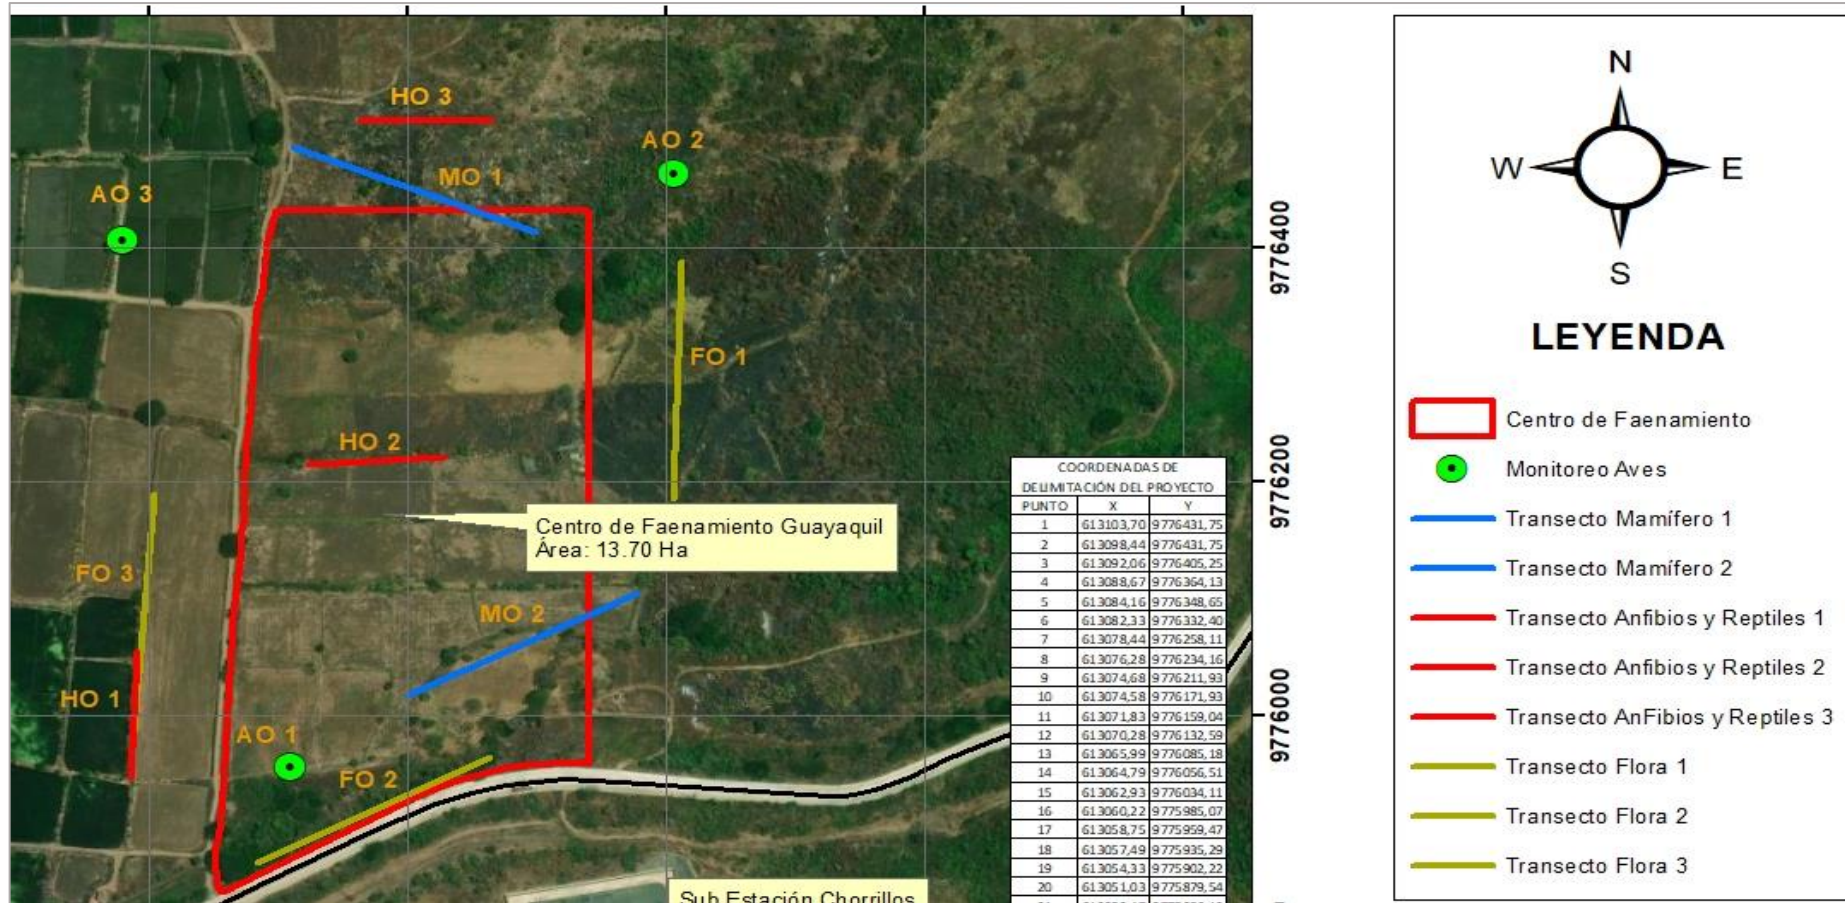 HO 3
AO 2
MO 1
AO 3
FO 1
HO 2
Centro de Faenamiento Guayaquil
Área: 13.70 Ha
FO 3
MO 2
HO 1
AO 1
FO 2
Sub Estación Chorrillos
COORDENADAS DE
DELIMITACIÓN DEL PROYECTO
PUNTO X Y
1 613103,70 9776431,75
2 613098,44 9776431,75
3 613092,06 9776405,25
4 613088,67 9776364,13
5 613084,16 9776348,65
6 613082,33 9776332,40
7 613078,44 9776258,11
8 613076,28 9776234,16
9 613074,68 9776211,93
10 613074,58 9776171,93
11 613071,83 9776159,04
12 613070,28 9776132,59
13 613065,99 9776085,18
14 613064,79 9776056,51
15 613062,93 9776034,11
16 613060,22 9775985,07
17 613058,75 9775959,47
18 613057,49 9775935,29
19 613054,33 9775902,22
20 613051,03 9775879,54
9776400
9776200
9776000
N
W E
S
LEYENDA
Centro de Faenamiento
Monitoreo Aves
Transecto Mamífero 1
Transecto Mamífero 2
Transecto Anfibios y Reptiles 1
Transecto Anfibios y Reptiles 2
Transecto AnFibios y Reptiles 3
Transecto Flora 1
Transecto Flora 2
Transecto Flora 3